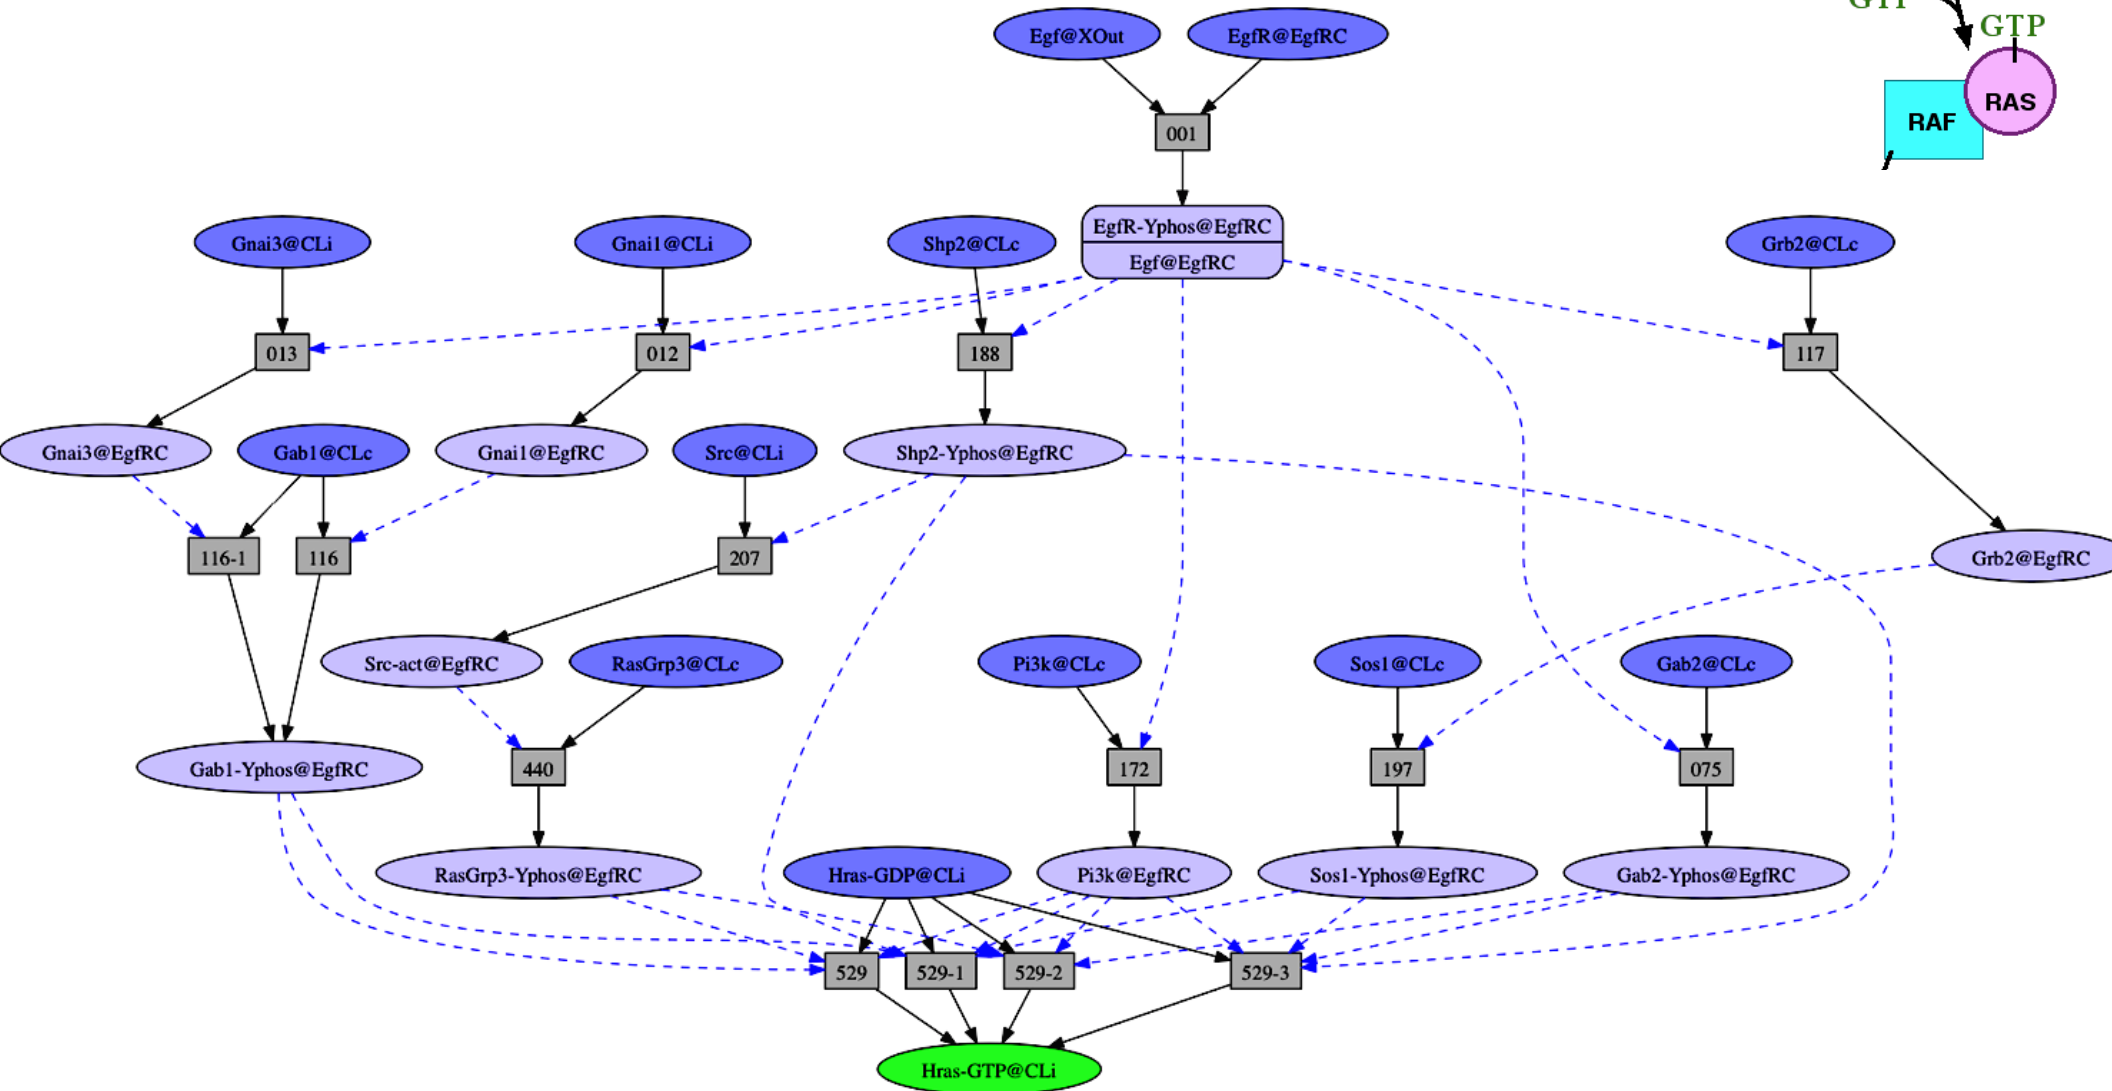 Egf@XOut
EgfR@EgfRC
GTP
GTP
RAS
RAF
001
EgfR-Yphos@EgfRC
Egf@EgfRC
Gnai3@CLi
Gnai1@CLi
Shp2@CLc
Grb2@CLc
013
012
188
117
Gnai3@EgfRC
Gab1@CLc
Gnai1@EgfRC
Src@CLi
Shp2-Yphos@EgfRC
116-1
116
207
Grb2@EgfRC
Src-act@EgfRC
RasGrp3@CLc
Pi3k@CLc
Sos1@CLc
Gab2@CLc
Gab1-Yphos@EgfRC
440
172
197
075
RasGrp3-Yphos@EgfRC
Hras-GDP@CLi
Pi3k@EgfRC
Sos1-Yphos@EgfRC
Gab2-Yphos@EgfRC
529
529-1
529-2
529-3
Hras-GTP@CLi